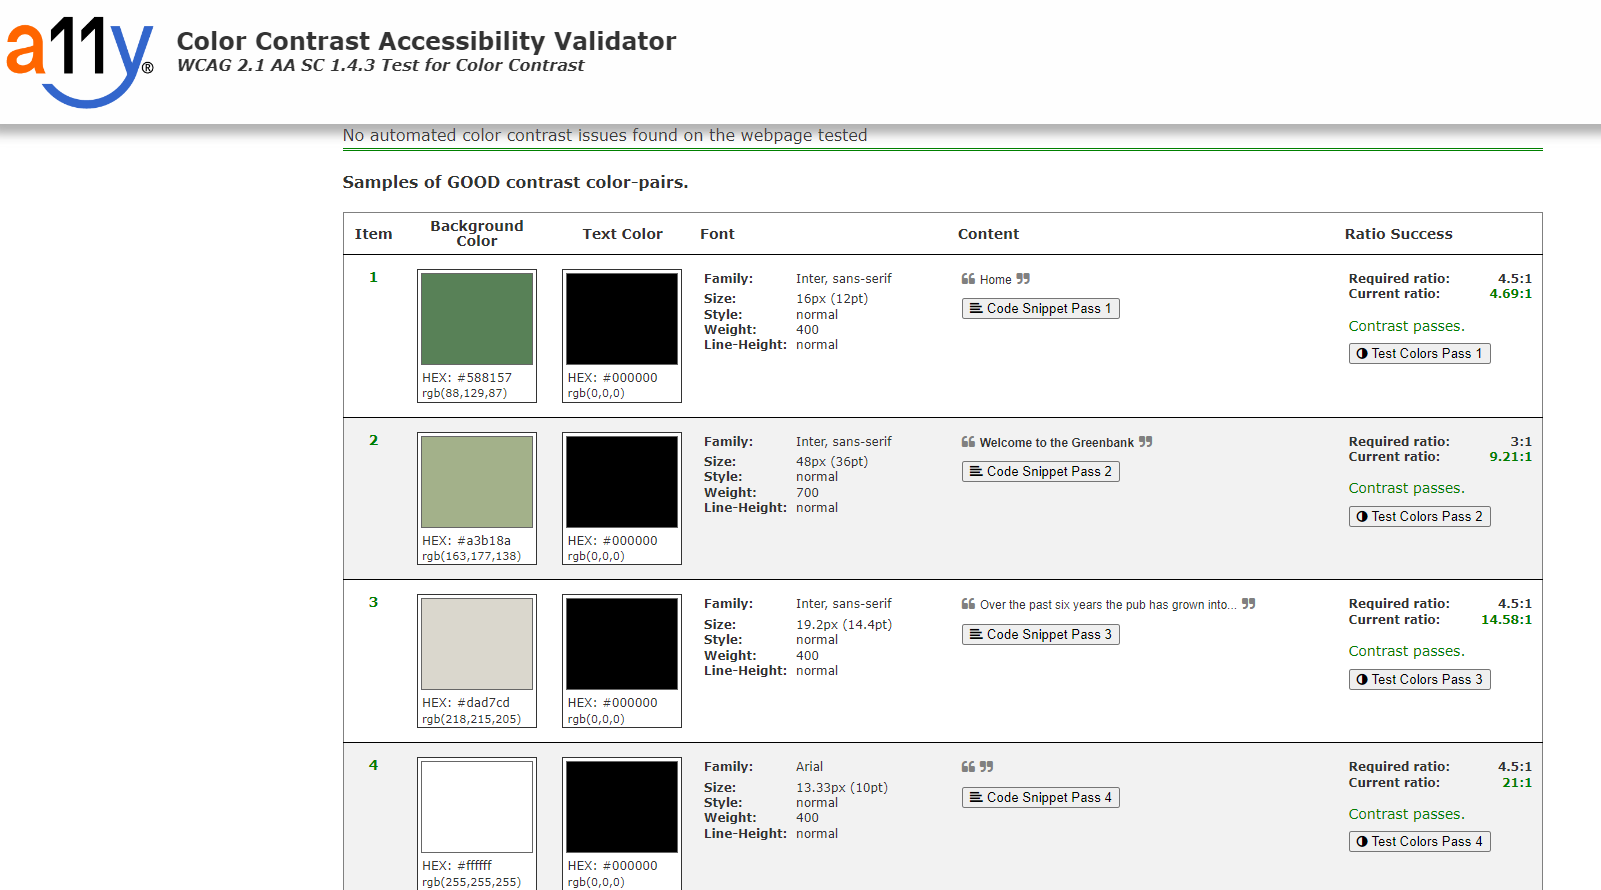 a11y®
Color Contrast Accessibility Validator
WCAG 2.1 AA SC 1.4.3 Test for Color Contrast
No automated color contrast issues found on the webpage tested
Samples of GOOD contrast color-pairs.
Item Background Color Text Color Font Content Ratio Success
1
HEX: #588157
rgb(88,129,87)
HEX: #000000
rgb(0,0,0)
Family: Inter, sans-serif
Size: 16px (12pt)
Style: normal
Weight: 400
Line-Height: normal
❝ Home ❞
Code Snippet Pass 1
Required ratio: 4.5:1
Current ratio: 4.69:1
Contrast passes.
Test Colors Pass 1
2
HEX: #a3b18a
rgb(163,177,138)
HEX: #000000
rgb(0,0,0)
Family: Inter, sans-serif
Size: 48px (36pt)
Style: normal
Weight: 700
Line-Height: normal
❝ Welcome to the Greenbank ❞
Code Snippet Pass 2
Required ratio: 3:1
Current ratio: 9.21:1
Contrast passes.
Test Colors Pass 2
3
HEX: #dad7cd
rgb(218,215,205)
HEX: #000000
rgb(0,0,0)
Family: Inter, sans-serif
Size: 19.2px (14.4pt)
Style: normal
Weight: 400
Line-Height: normal
❝ Over the past six years the pub has grown into... ❞
Code Snippet Pass 3
Required ratio: 4.5:1
Current ratio: 14.58:1
Contrast passes.
Test Colors Pass 3
4
HEX: #ffffff
rgb(255,255,255)
HEX: #000000
rgb(0,0,0)
Family: Arial
Size: 13.33px (10pt)
Style: normal
Weight: 400
Line-Height: normal
❝ ❞
Code Snippet Pass 4
Required ratio: 4.5:1
Current ratio: 21:1
Contrast passes.
Test Colors Pass 4